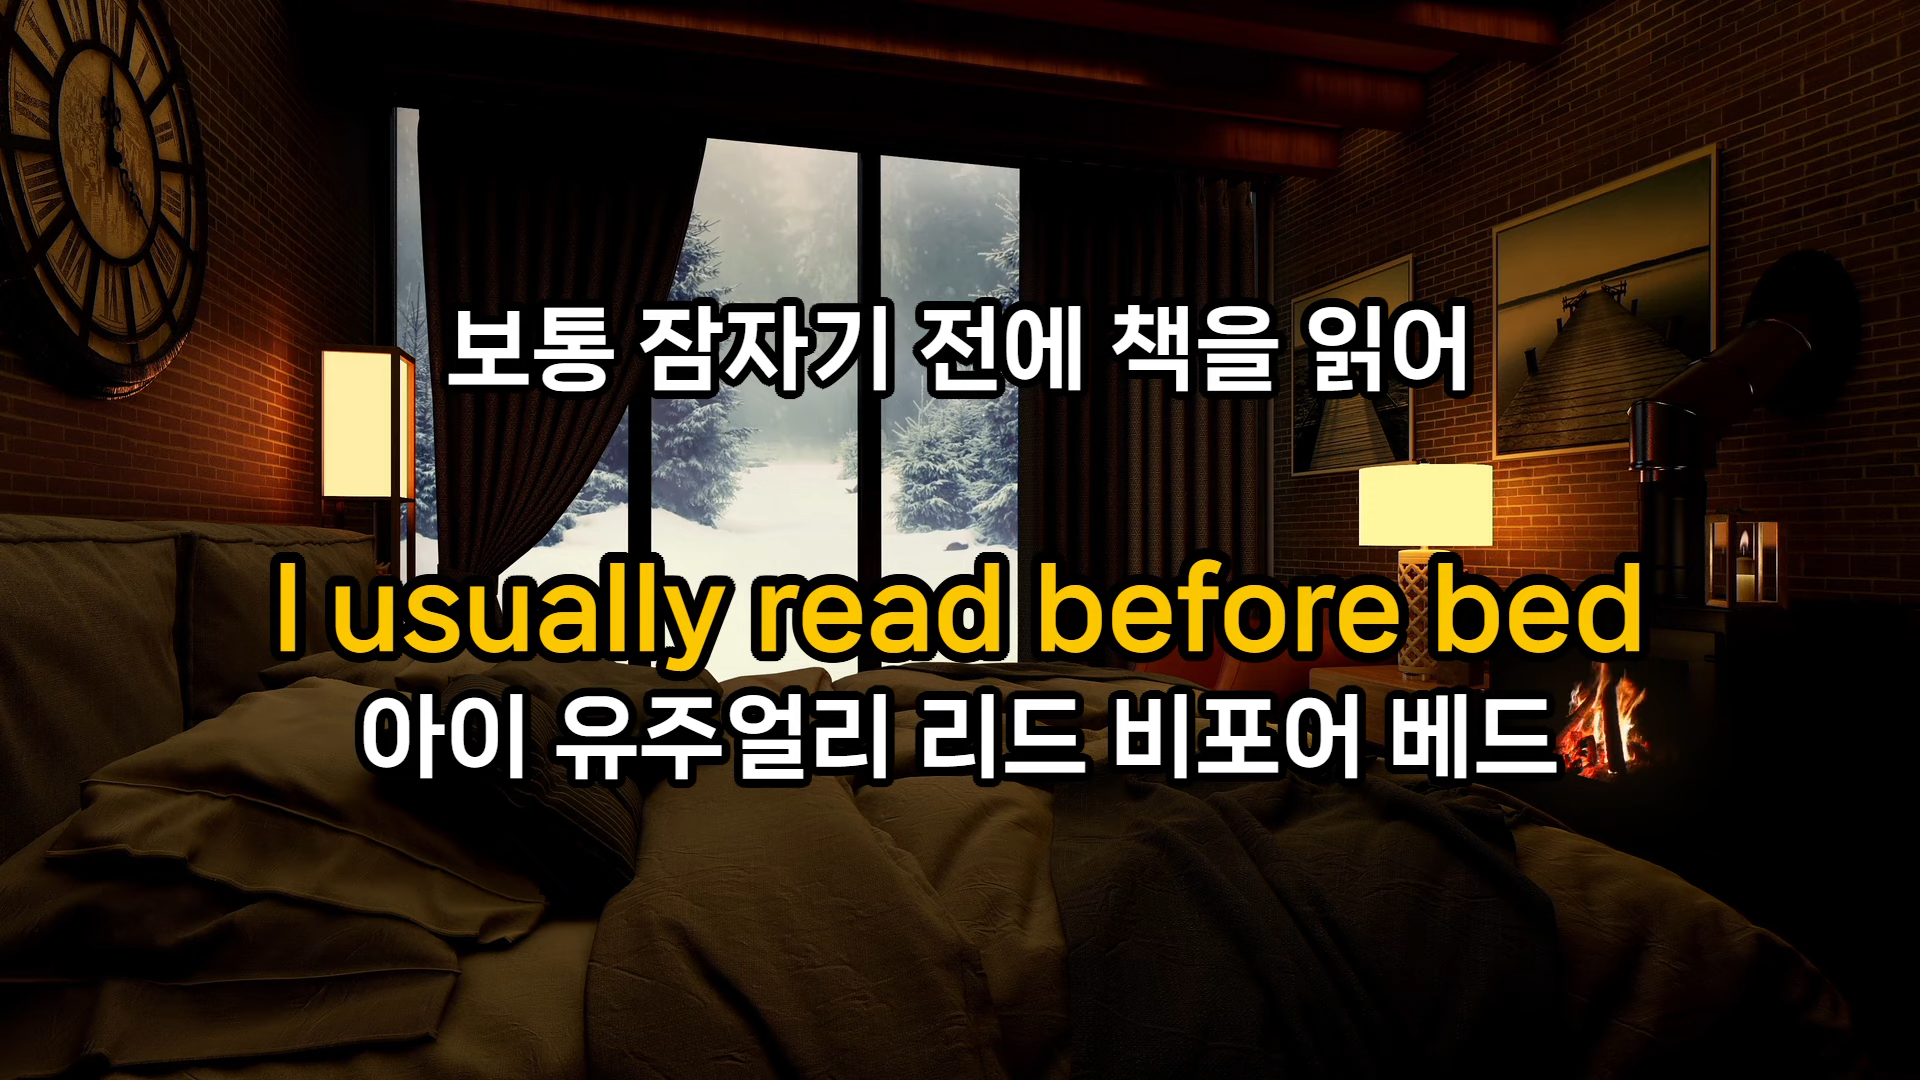 보통 잠자기 전에 책을 읽어
I usually read before bed
아이 유주얼리 리드 비포어 베드